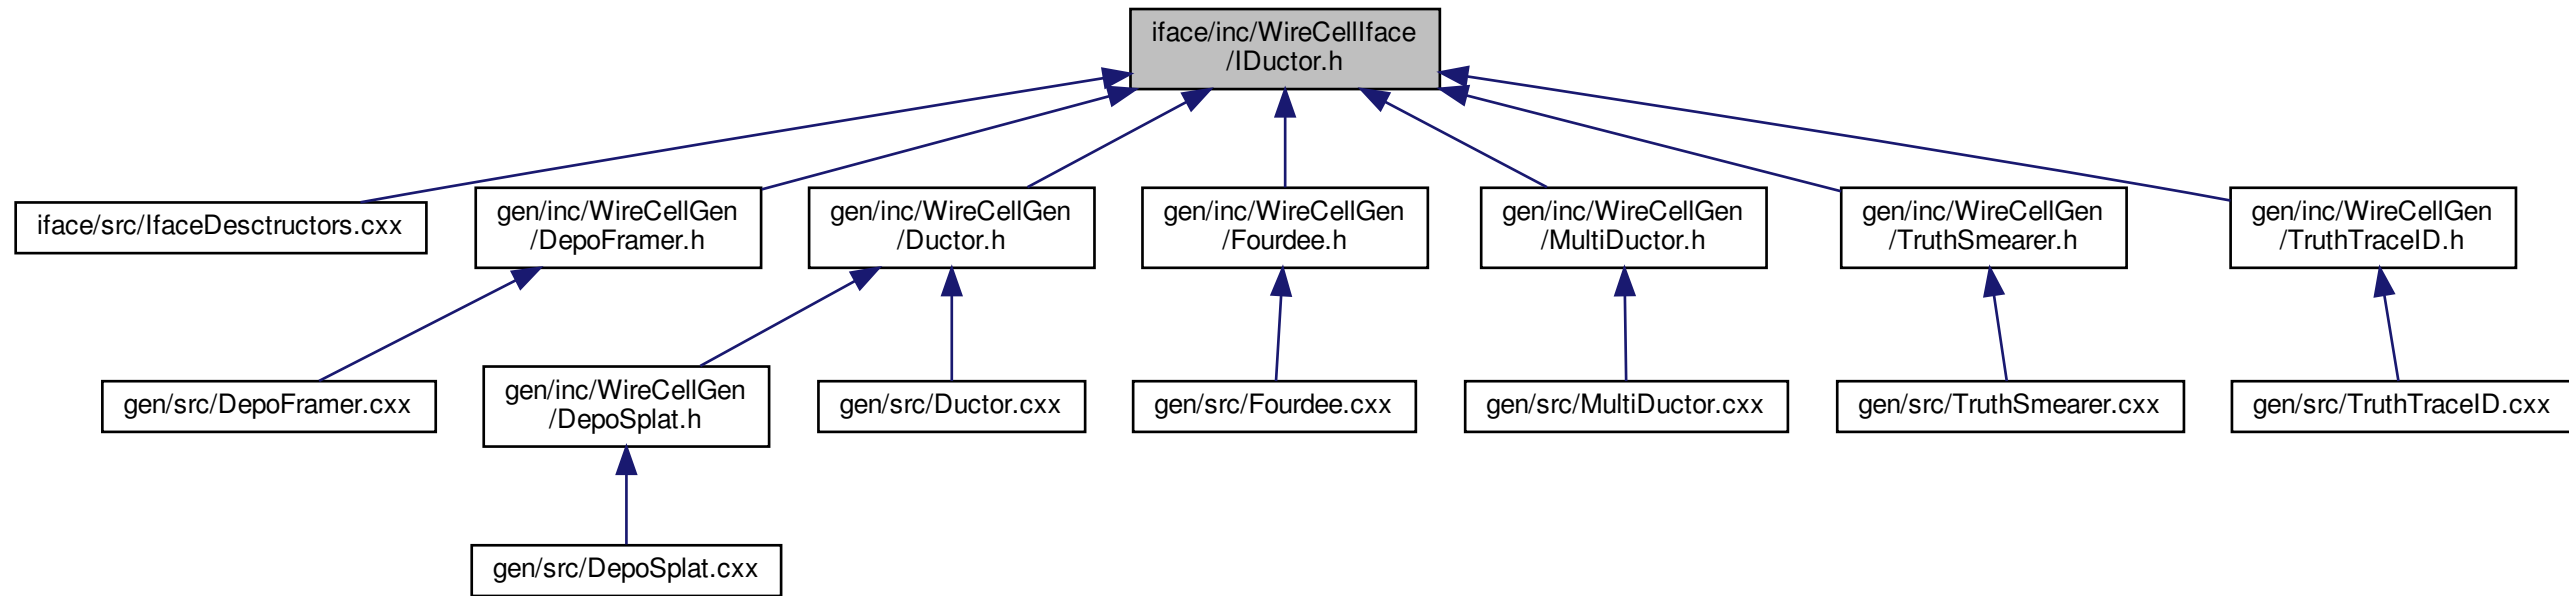 iface/inc/WireCellIface
/IDuctor.h
iface/src/IfaceDesctructors.cxx
gen/inc/WireCellGen
/DepoFramer.h
gen/inc/WireCellGen
/Ductor.h
gen/inc/WireCellGen
/Fourdee.h
gen/inc/WireCellGen
/MultiDuctor.h
gen/inc/WireCellGen
/TruthSmearer.h
gen/inc/WireCellGen
/TruthTraceID.h
gen/src/DepoFramer.cxx
gen/inc/WireCellGen
/DepoSplat.h
gen/src/Ductor.cxx
gen/src/Fourdee.cxx
gen/src/MultiDuctor.cxx
gen/src/TruthSmearer.cxx
gen/src/TruthTraceID.cxx
gen/src/DepoSplat.cxx